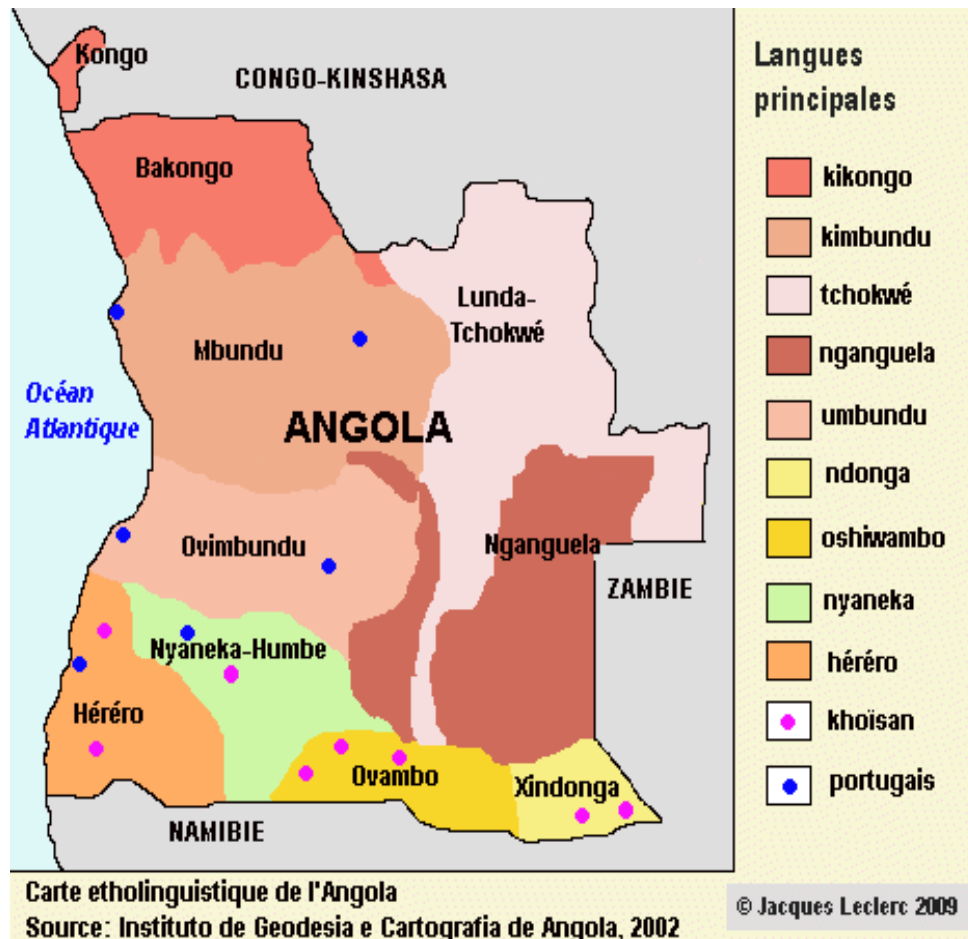 Kongo
CONGO-KINSHASA
Bakongo
Lunda-
Tchokwé
Mbundu
Océan
Atlantique
ANGOLA
Ovimbundu
Nganguela
ZAMBIE
Nyaneka-Humbe
Héréro
Ovambo
Xindonga
NAMIBIE
Langues
principales
kikongo
kimbundu
tchokwé
nganguela
umbundu
ndonga
oshiwambo
nyaneka
héréro
khoïsan
portugais
Carte etholinguistique de l'Angola
Source: Instituto de Geodesia e Cartografia de Angola, 2002
© Jacques Leclerc 2009